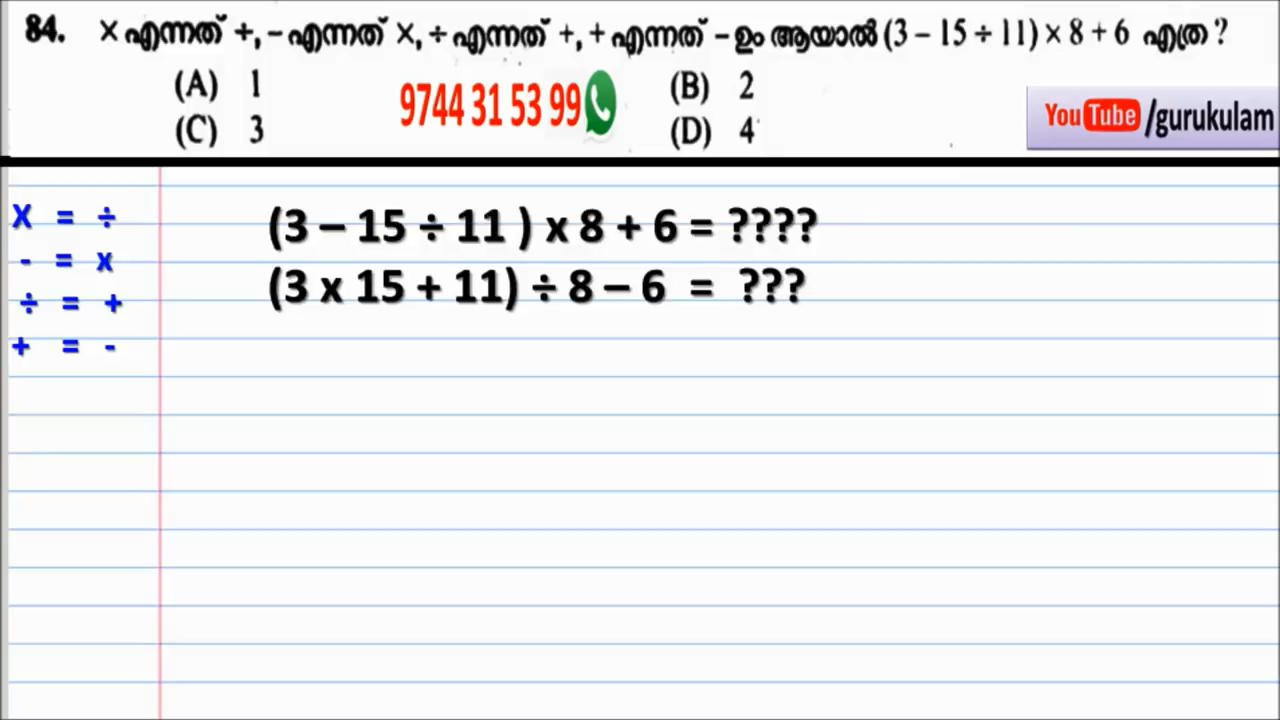 84. × എന്നത് ÷, – എന്നത് ×, ÷ എന്നത് +, + എന്നത് – ഉം ആയാൽ (3 – 15 ÷ 11) × 8 + 6 എത്ര ?
(A) 1 (B) 2
9744 31 53 99
(C) 3 (D) 4
YouTube/gurukulam
X = ÷
- = x
÷ = +
+ = -
(3 – 15 ÷ 11 ) x 8 + 6 = ????
(3 x 15 + 11) ÷ 8 – 6 = ???